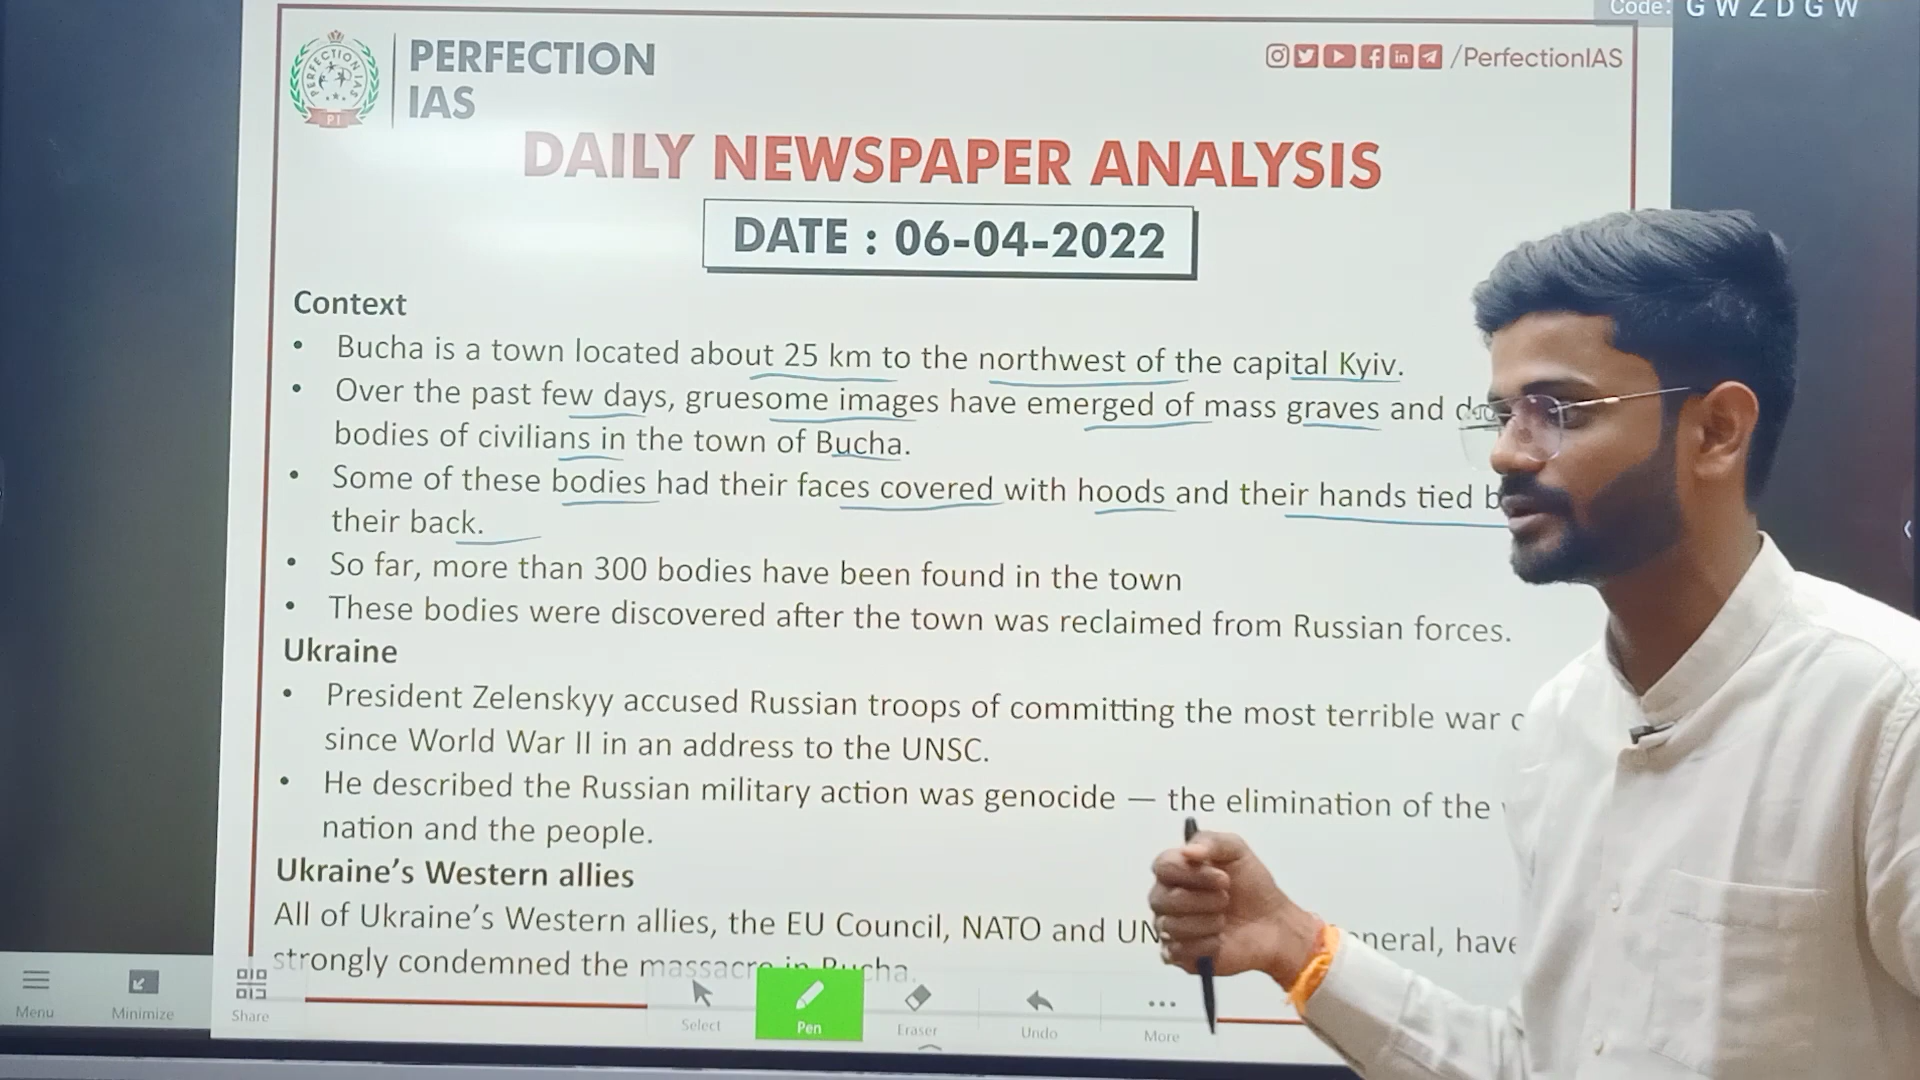 Code: G W Z D G W
PERFECTION IAS
PI
PERFECTION
IAS
/PerfectionIAS
DAILY NEWSPAPER ANALYSIS
DATE : 06-04-2022
Context
• Bucha is a town located about 25 km to the northwest of the capital Kyiv.
• Over the past few days, gruesome images have emerged of mass graves and
bodies of civilians in the town of Bucha.
• Some of these bodies had their faces covered with hoods and their hands tied
their back.
• So far, more than 300 bodies have been found in the town
• These bodies were discovered after the town was reclaimed from Russian forces.
Ukraine
• President Zelenskyy accused Russian troops of committing the most terrible war
since World War II in an address to the UNSC.
• He described the Russian military action was genocide — the elimination of the
nation and the people.
Ukraine's Western allies
All of Ukraine's Western allies, the EU Council, NATO and have
strongly condemned the massacre in Bucha.
Menu
Minimize
Share
Select
Pen
Eraser
Undo
More